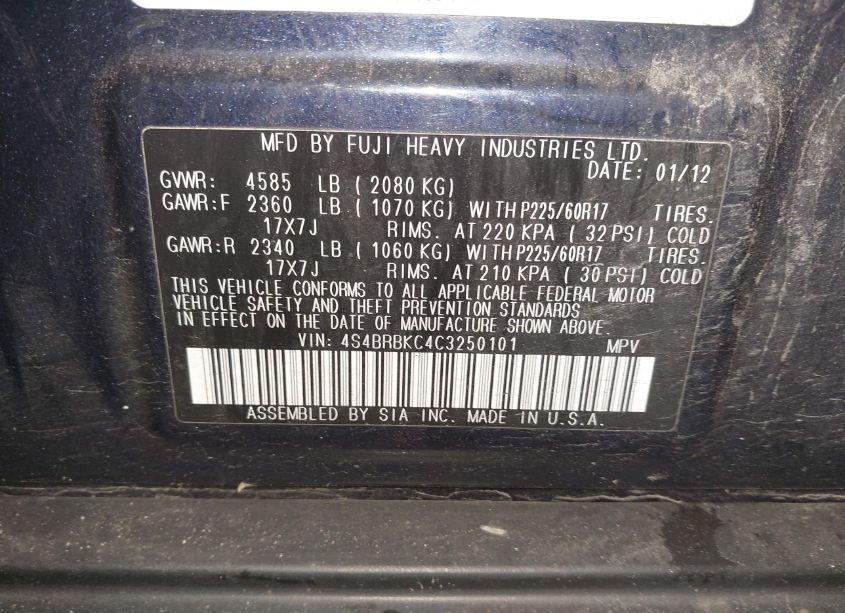 MFD BY FUJI HEAVY INDUSTRIES LTD.
DATE: 01/12
GVWR: 4585 LB ( 2080 KG)
GAWR:F 2360 LB ( 1070 KG) WITH P225/60R17 TIRES.
17X7J RIMS. AT 220 KPA ( 32 PSI) COLD
GAWR:R 2340 LB ( 1060 KG) WITH P225/60R17 TIRES.
17X7J RIMS. AT 210 KPA ( 30 PSI) COLD
THIS VEHICLE CONFORMS TO ALL APPLICABLE FEDERAL MOTOR
VEHICLE SAFETY AND THEFT PREVENTION STANDARDS
IN EFFECT ON THE DATE OF MANUFACTURE SHOWN ABOVE.
VIN: 4S4BRBKC4C3250101 MPV
ASSEMBLED BY SIA INC. MADE IN U.S.A.